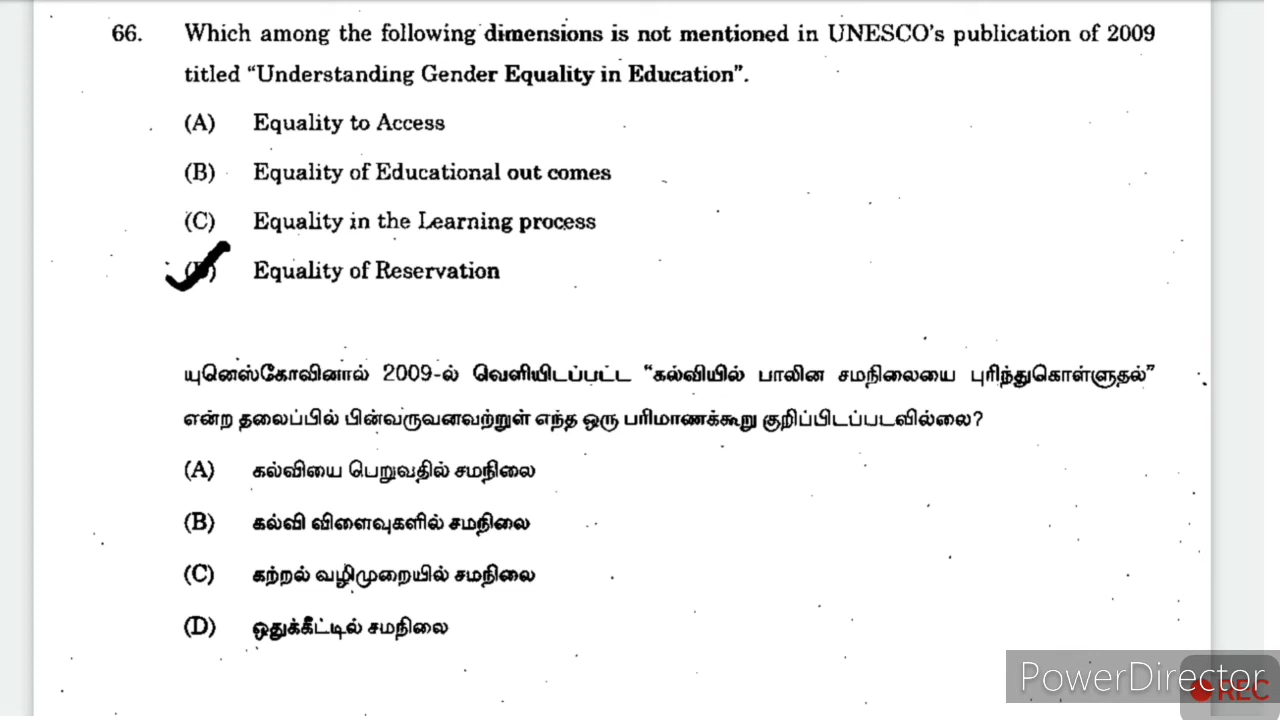 66. Which among the following dimensions is not mentioned in UNESCO's publication of 2009
titled "Understanding Gender Equality in Education".
(A) Equality to Access
(B) Equality of Educational out comes
(C) Equality in the Learning process
(D) Equality of Reservation
யுனெஸ்கோவினால் 2009-ல் வெளியிடப்பட்ட "கல்வியில் பாலின சமநிலையை புரிந்துகொள்ளுதல்"
என்ற தலைப்பில் பின்வருவனவற்றுள் எந்த ஒரு பரிமாணக்கூறு குறிப்பிடப்படவில்லை?
(A) கல்வியை பெறுவதில் சமநிலை
(B) கல்வி விளைவுகளில் சமநிலை
(C) கற்றல் வழிமுறையில் சமநிலை
(D) ஒதுக்கீட்டில் சமநிலை
PowerDirector
REC